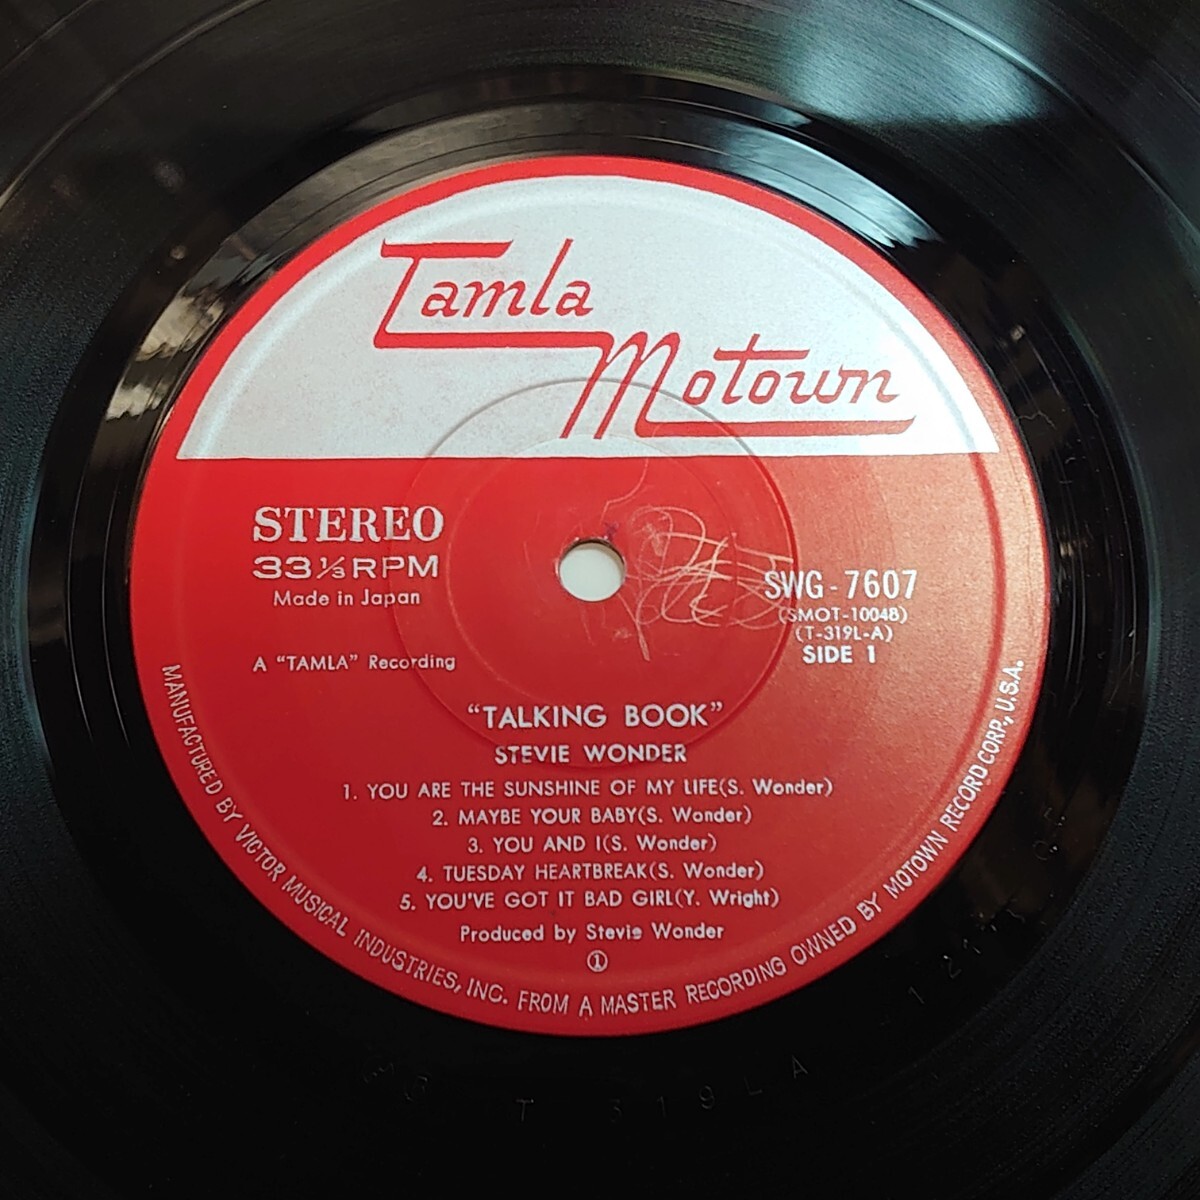 Tamla
Motown
STEREO
33⅓RPM
Made in Japan
SWG-7607
(SMOT-10048)
(T-319L-A)
SIDE 1
A "TAMLA" Recording
"TALKING BOOK"
STEVIE WONDER
1. YOU ARE THE SUNSHINE OF MY LIFE(S. Wonder)
2. MAYBE YOUR BABY(S. Wonder)
3. YOU AND I(S. Wonder)
4. TUESDAY HEARTBREAK(S. Wonder)
5. YOU'VE GOT IT BAD GIRL(Y. Wright)
Produced by Stevie Wonder
①
MANUFACTURED BY VICTOR MUSICAL INDUSTRIES, INC. FROM A MASTER RECORDING OWNED BY MOTOWN RECORD CORP., U.S.A.
T 319LA